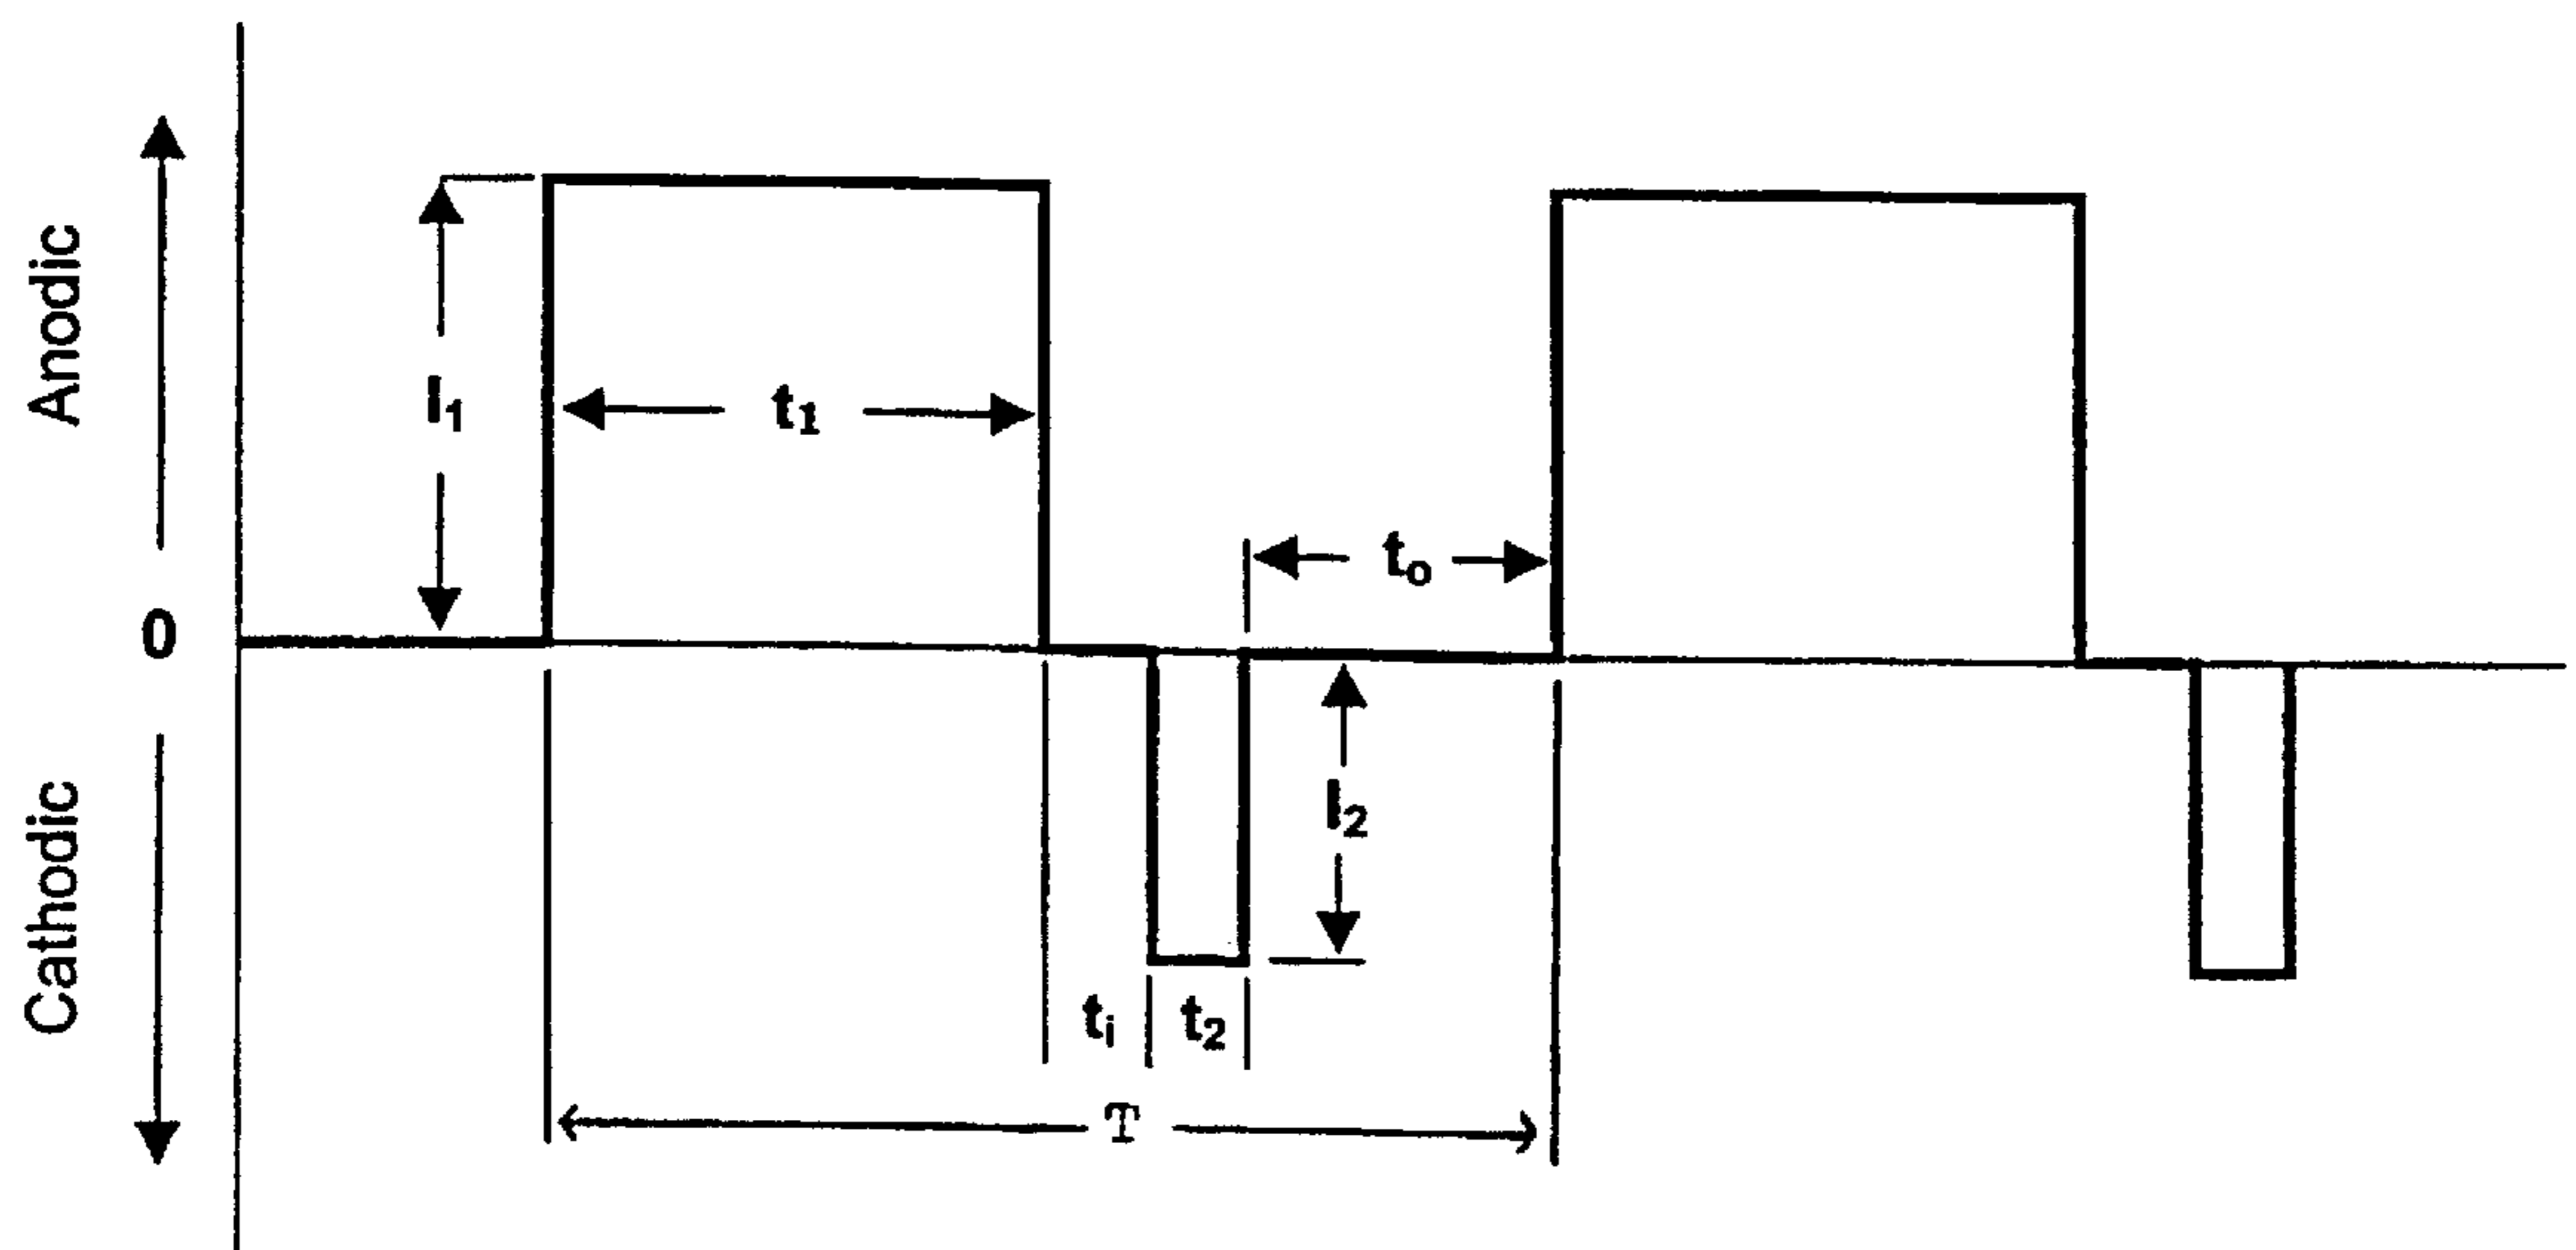 Anodic
I₁
t₁
tₒ
0
I₂
Cathodic
tᵢ
t₂
T